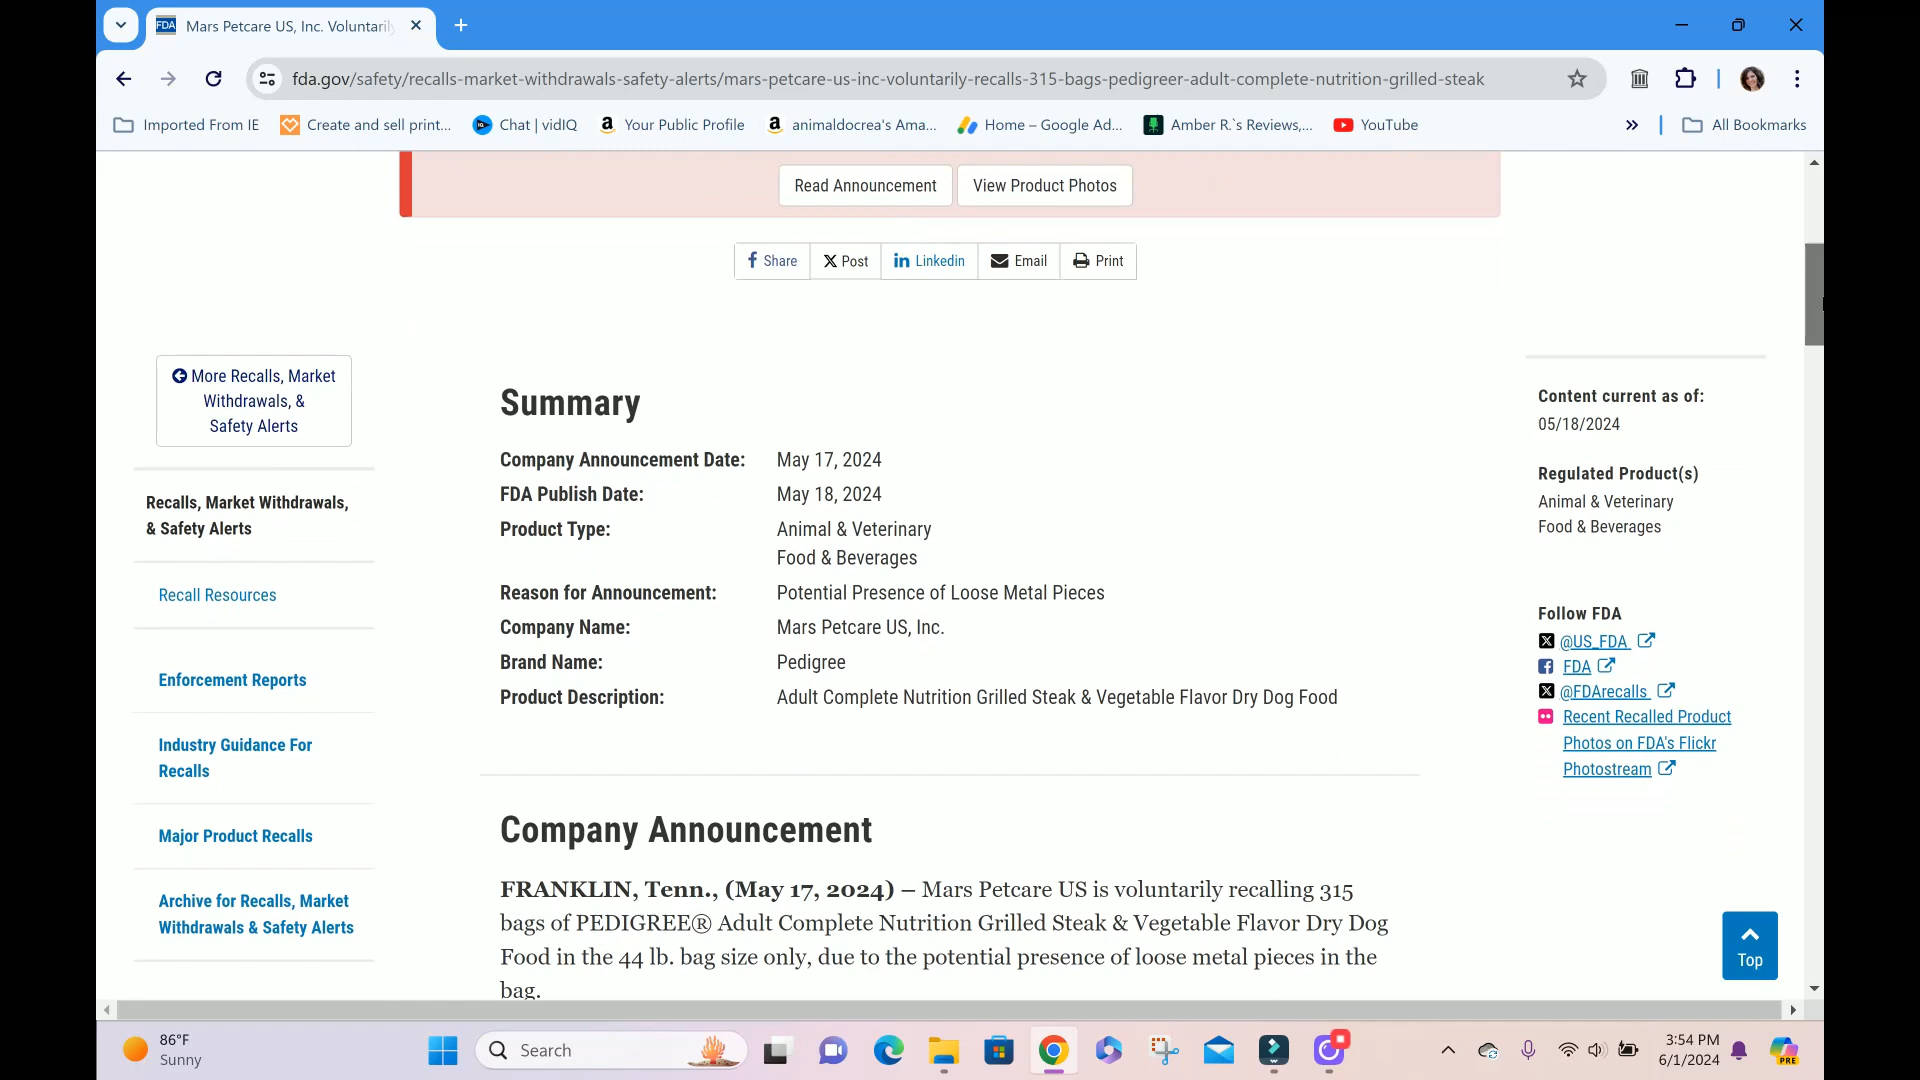 FDA Mars Petcare US, Inc. Voluntaril
fda.gov/safety/recalls-market-withdrawals-safety-alerts/mars-petcare-us-inc-voluntarily-recalls-315-bags-pedigreer-adult-complete-nutrition-grilled-steak
Imported From IE Create and sell print... Chat | vidIQ Your Public Profile animaldocrea's Ama... Home – Google Ad... Amber R.`s Reviews,... YouTube » All Bookmarks
Read Announcement View Product Photos
Share Post Linkedin Email Print
More Recalls, Market
Withdrawals, &
Safety Alerts
Recalls, Market Withdrawals,
& Safety Alerts
Recall Resources
Enforcement Reports
Industry Guidance For
Recalls
Major Product Recalls
Archive for Recalls, Market
Withdrawals & Safety Alerts
Summary
Company Announcement Date: May 17, 2024
FDA Publish Date: May 18, 2024
Product Type: Animal & Veterinary
Food & Beverages
Reason for Announcement: Potential Presence of Loose Metal Pieces
Company Name: Mars Petcare US, Inc.
Brand Name: Pedigree
Product Description: Adult Complete Nutrition Grilled Steak & Vegetable Flavor Dry Dog Food
Company Announcement
FRANKLIN, Tenn., (May 17, 2024) – Mars Petcare US is voluntarily recalling 315
bags of PEDIGREE® Adult Complete Nutrition Grilled Steak & Vegetable Flavor Dry Dog
Food in the 44 lb. bag size only, due to the potential presence of loose metal pieces in the
bag.
Content current as of:
05/18/2024
Regulated Product(s)
Animal & Veterinary
Food & Beverages
Follow FDA
@US_FDA
FDA
@FDArecalls
Recent Recalled Product
Photos on FDA's Flickr
Photostream
Top
86°F
Sunny
Search
3:54 PM
6/1/2024
PRE